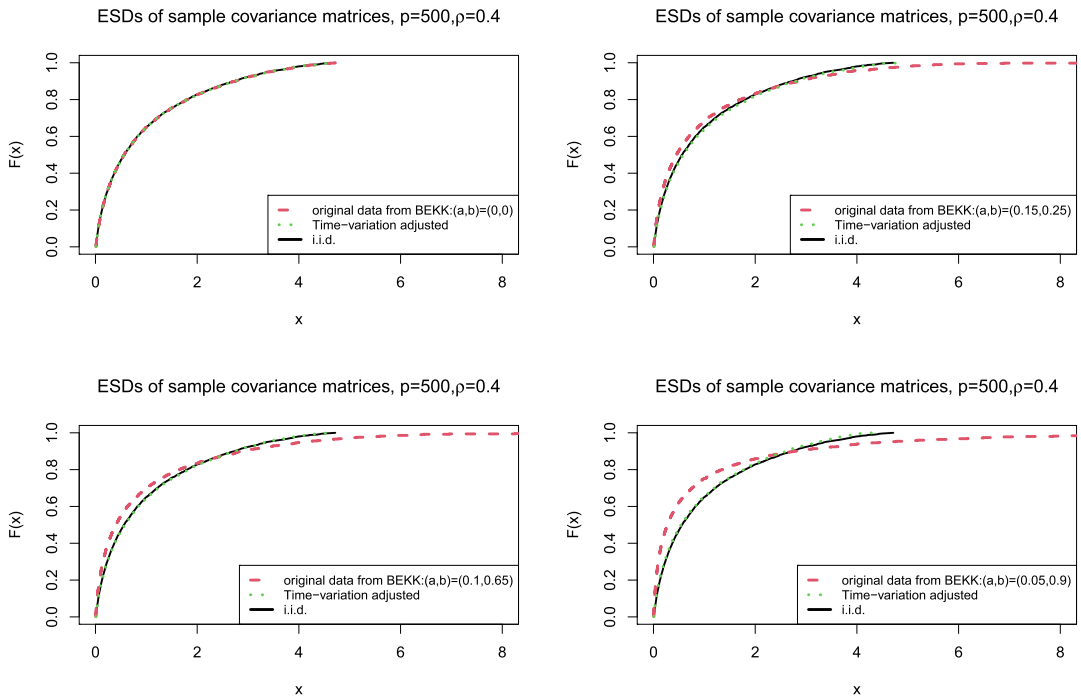 ESDs of sample covariance matrices, p=500,ρ=0.4
F(x)
1.0
0.8
0.6
0.4
0.2
0.0
original data from BEKK:(a,b)=(0,0)
Time−variation adjusted
i.i.d.
0 2 4 6 8
x
ESDs of sample covariance matrices, p=500,ρ=0.4
F(x)
1.0
0.8
0.6
0.4
0.2
0.0
original data from BEKK:(a,b)=(0.15,0.25)
Time−variation adjusted
i.i.d.
0 2 4 6 8
x
ESDs of sample covariance matrices, p=500,ρ=0.4
F(x)
1.0
0.8
0.6
0.4
0.2
0.0
original data from BEKK:(a,b)=(0.1,0.65)
Time−variation adjusted
i.i.d.
0 2 4 6 8
x
ESDs of sample covariance matrices, p=500,ρ=0.4
F(x)
1.0
0.8
0.6
0.4
0.2
0.0
original data from BEKK:(a,b)=(0.05,0.9)
Time−variation adjusted
i.i.d.
0 2 4 6 8
x